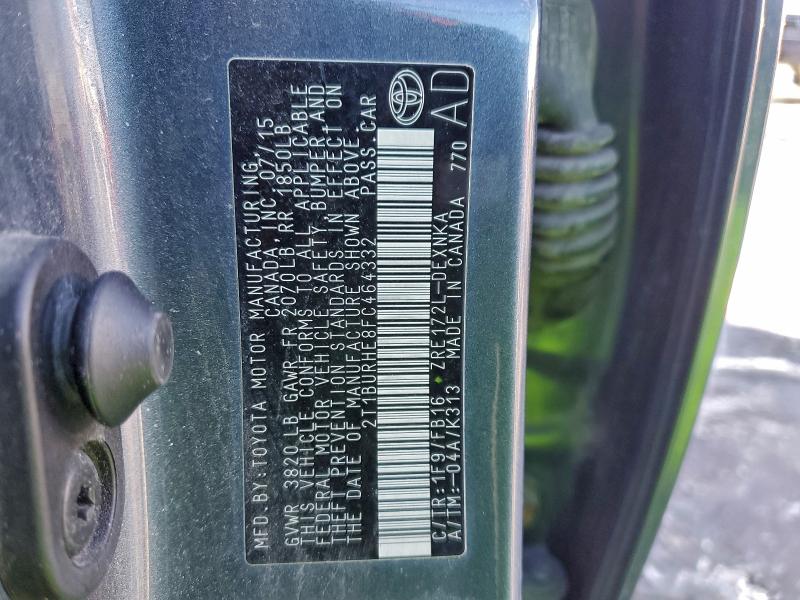 MFD.BY:TOYOTA MOTOR MANUFACTURING
CANADA, INC. 07/15
GVWR 3820LB GAWR FR 2070LB RR 1850LB
THIS VEHICLE CONFORMS TO ALL APPLICABLE
FEDERAL MOTOR VEHICLE SAFETY, BUMPER AND
THEFT PREVENTION STANDARDS IN EFFECT ON
THE DATE OF MANUFACTURE SHOWN ABOVE.
2T1BURHE8FC464332 PASS.CAR
C/TR:1F9/FB16 ZRE172L-DEXNKA
A/TM:-04A/K313 MADE IN CANADA 770
AD